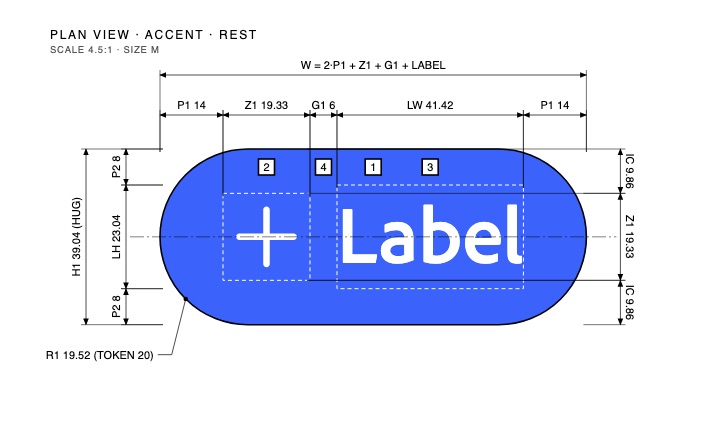 PLAN VIEW · ACCENT · REST
SCALE 4.5:1 · SIZE M
W = 2·P1 + Z1 + G1 + LABEL
P1 14
Z1 19.33
G1 6
LW 41.42
P1 14
2
4
1
3
H1 39.04 (HUG)
P2 8
LH 23.04
P2 8
Label
IC 9.86
Z1 19.33
IC 9.86
R1 19.52 (TOKEN 20)